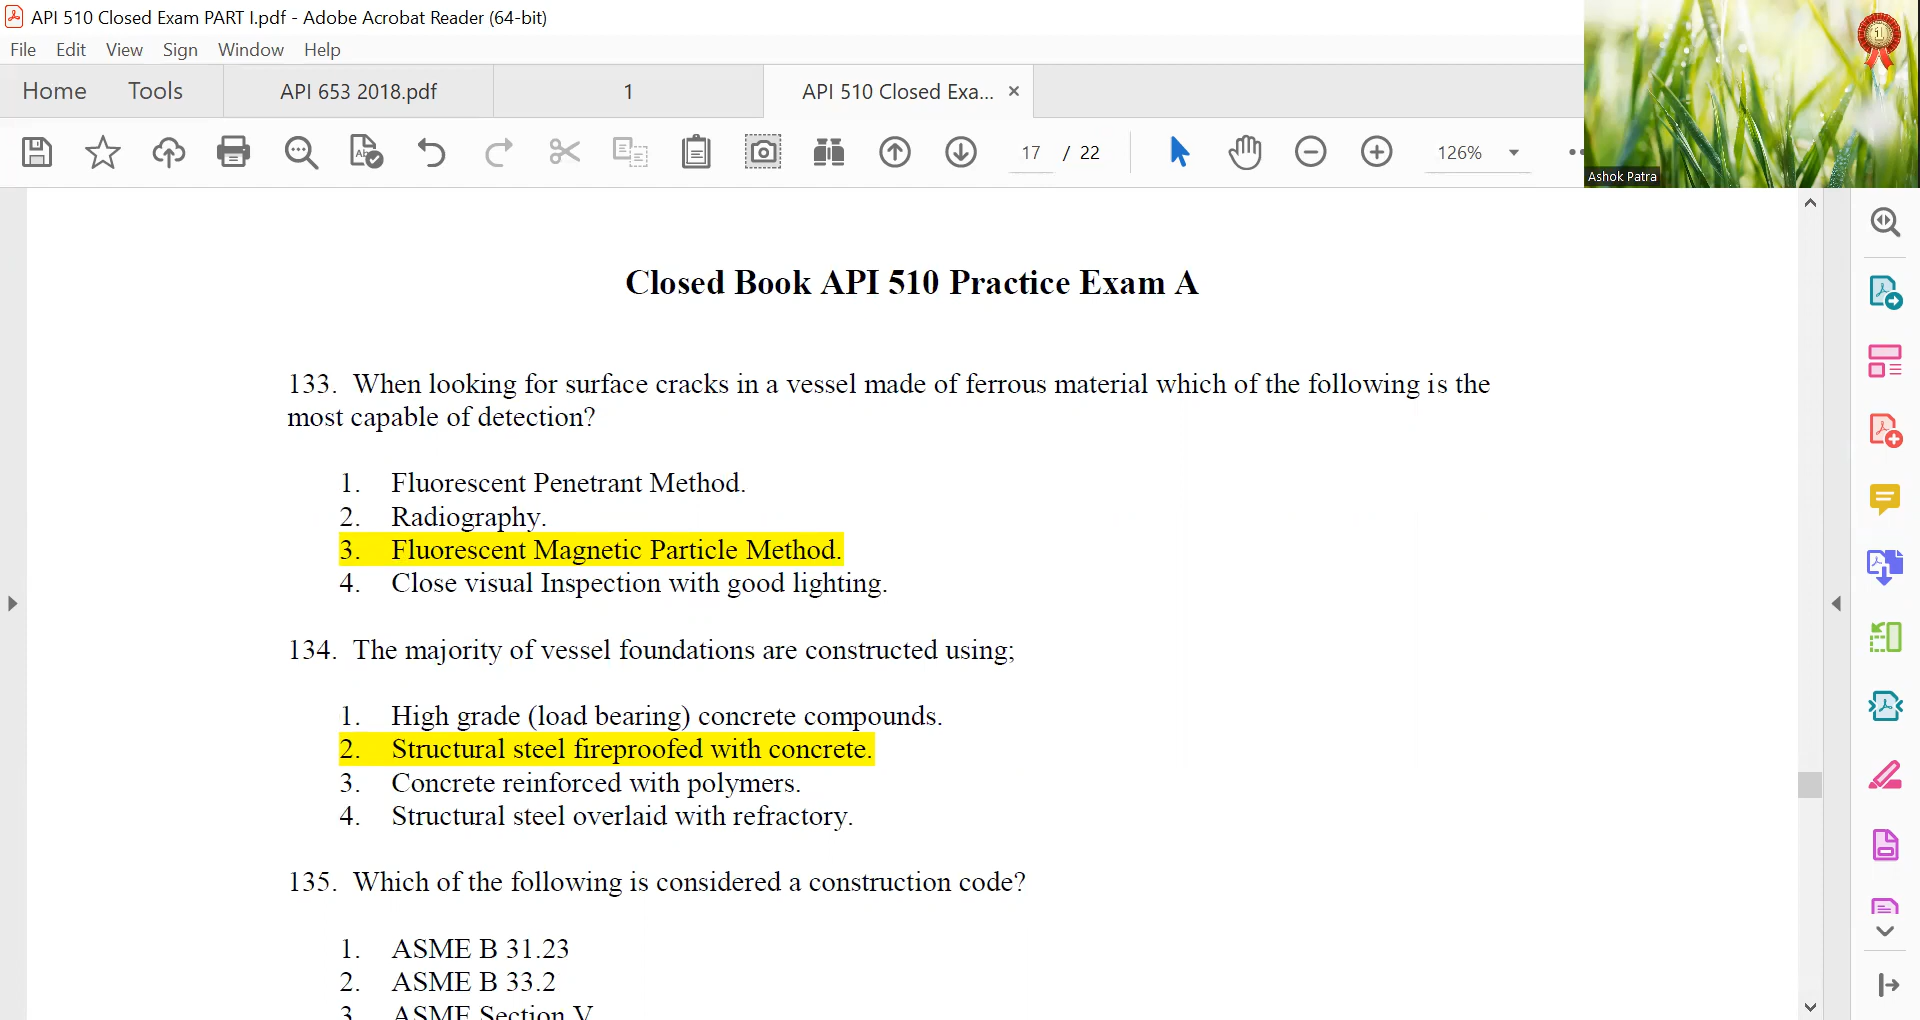 API 510 Closed Exam PART I.pdf - Adobe Acrobat Reader (64-bit)
File Edit View Sign Window Help
Home Tools API 653 2018.pdf 1 API 510 Closed Exa... ×
17 / 22 126%
Ashok Patra
Closed Book API 510 Practice Exam A
133. When looking for surface cracks in a vessel made of ferrous material which of the following is the
most capable of detection?
1. Fluorescent Penetrant Method.
2. Radiography.
3. Fluorescent Magnetic Particle Method.
4. Close visual Inspection with good lighting.
134. The majority of vessel foundations are constructed using;
1. High grade (load bearing) concrete compounds.
2. Structural steel fireproofed with concrete.
3. Concrete reinforced with polymers.
4. Structural steel overlaid with refractory.
135. Which of the following is considered a construction code?
1. ASME B 31.23
2. ASME B 33.2
3. ASME Section V